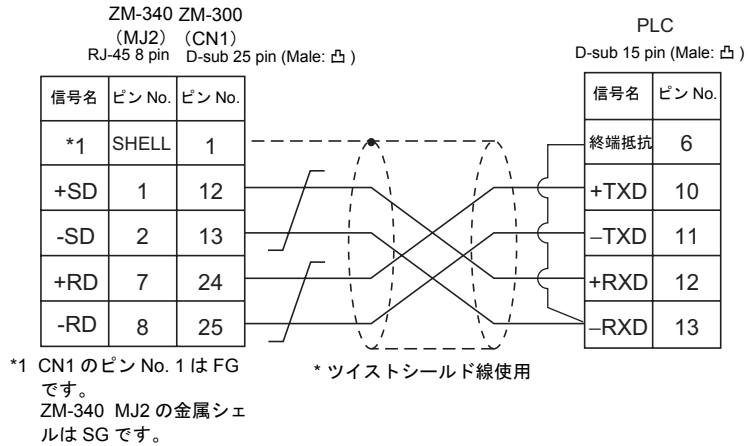 ZM-340 ZM-300
（MJ2） （CN1）
RJ-45 8 pin D-sub 25 pin (Male: 凸 )
PLC
D-sub 15 pin (Male: 凸 )
信号名 ピン No. ピン No.
*1 SHELL 1
+SD 1 12
-SD 2 13
+RD 7 24
-RD 8 25
信号名 ピン No.
終端抵抗 6
+TXD 10
−TXD 11
+RXD 12
−RXD 13
*1 CN1 のピン No. 1 は FG
です。
ZM-340 MJ2 の金属シェ
ルは SG です。
* ツイストシールド線使用